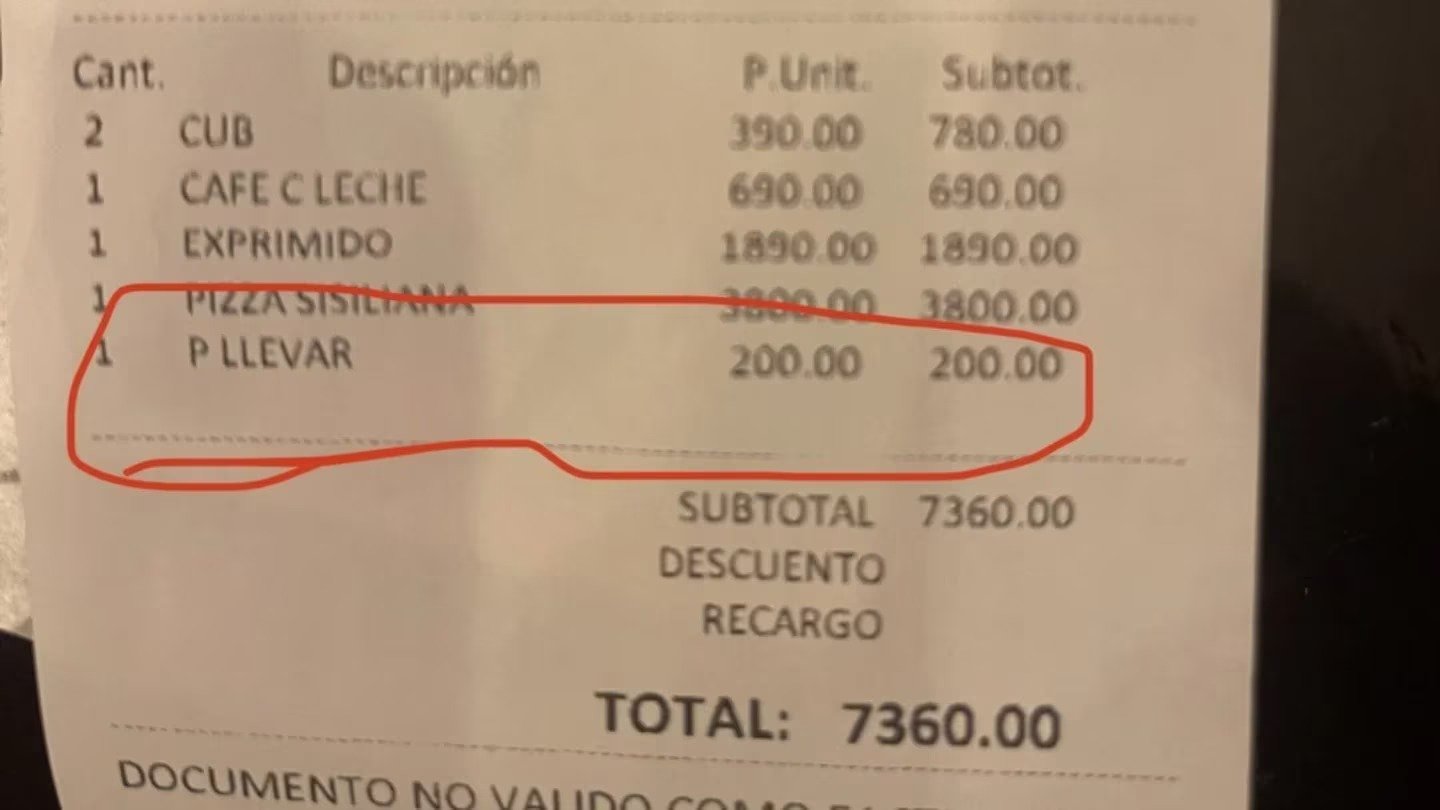 Cant. Descripción P.Unit. Subtot.
2 CUB 390.00 780.00
1 CAFE C LECHE 690.00 690.00
1 EXPRIMIDO 1890.00 1890.00
1 PIZZA SISILIANA 3800.00 3800.00
1 P LLEVAR 200.00 200.00
SUBTOTAL 7360.00
DESCUENTO
RECARGO
TOTAL: 7360.00
DOCUMENTO NO VALIDO COMO